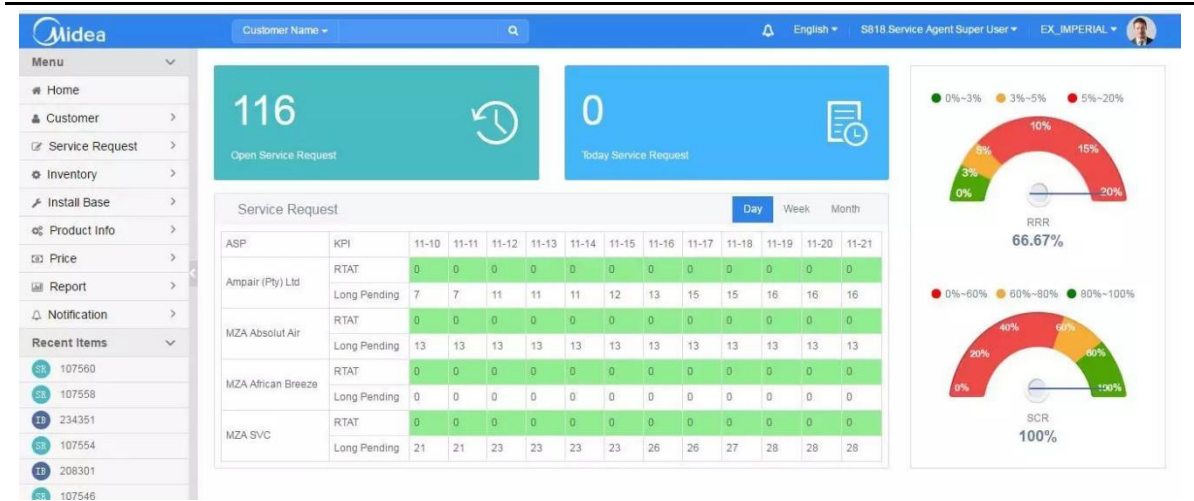 Midea
Customer Name
English
S818.Service Agent Super User
EX_IMPERIAL
Menu
Home
Customer
Service Request
Inventory
Install Base
Product Info
Price
Report
Notification
Recent Items
SR 107560
SR 107558
IB 234351
SR 107554
IB 208301
SR 107546
116
Open Service Request
0
Today Service Request
Service Request
Day Week Month
ASP KPI 11-10 11-11 11-12 11-13 11-14 11-15 11-16 11-17 11-18 11-19 11-20 11-21
Ampair (Pty) Ltd
RTAT 0 0 0 0 0 0 0 0 0 0 0 0
Long Pending 7 7 11 11 11 12 13 15 15 16 16 16
MZA Absolut Air
RTAT 0 0 0 0 0 0 0 0 0 0 0 0
Long Pending 13 13 13 13 13 13 13 13 13 13 13 13
MZA African Breeze
RTAT 0 0 0 0 0 0 0 0 0 0 0 0
Long Pending 0 0 0 0 0 0 0 0 0 0 0 0
MZA SVC
RTAT 0 0 0 0 0 0 0 0 0 0 0 0
Long Pending 21 21 23 23 23 23 26 26 27 28 28 28
0%~3% 3%~5% 5%~20%
0%
3%
5%
10%
15%
20%
RRR
66.67%
0%~60% 60%~80% 80%~100%
0%
20%
40%
60%
80%
100%
SCR
100%